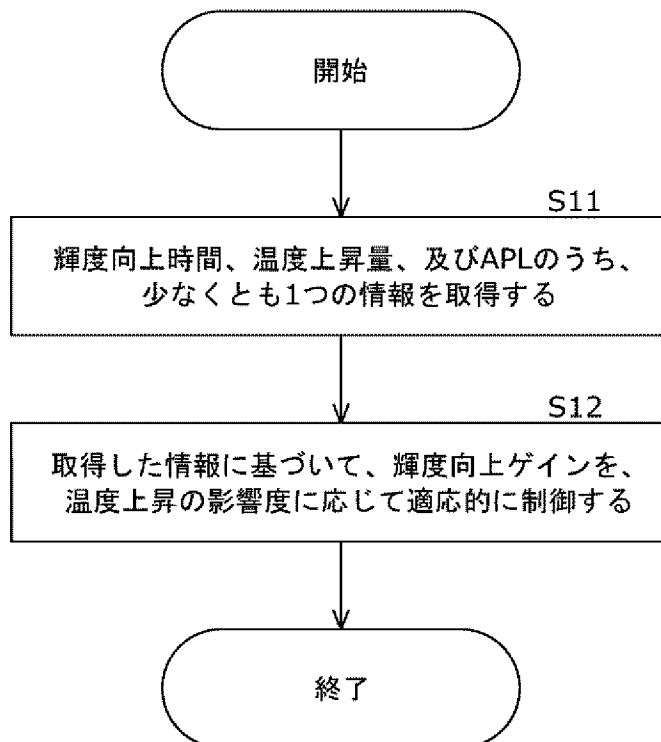 開始
S11
輝度向上時間、温度上昇量、及びAPLのうち、
少なくとも1つの情報を取得する
S12
取得した情報に基づいて、輝度向上ゲインを、
温度上昇の影響度に応じて適応的に制御する
終了